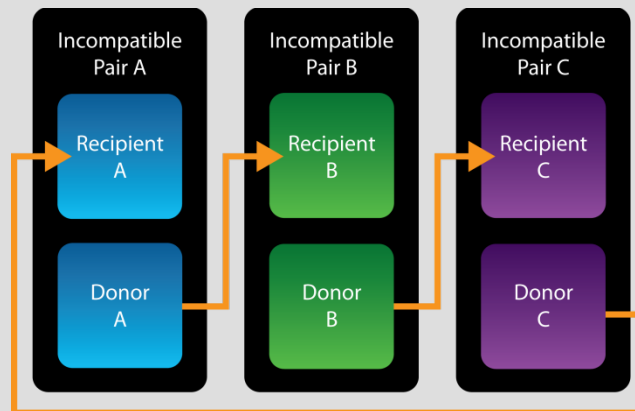 Incompatible
Pair A
Recipient
A
Donor
A
Incompatible
Pair B
Recipient
B
Donor
B
Incompatible
Pair C
Recipient
C
Donor
C